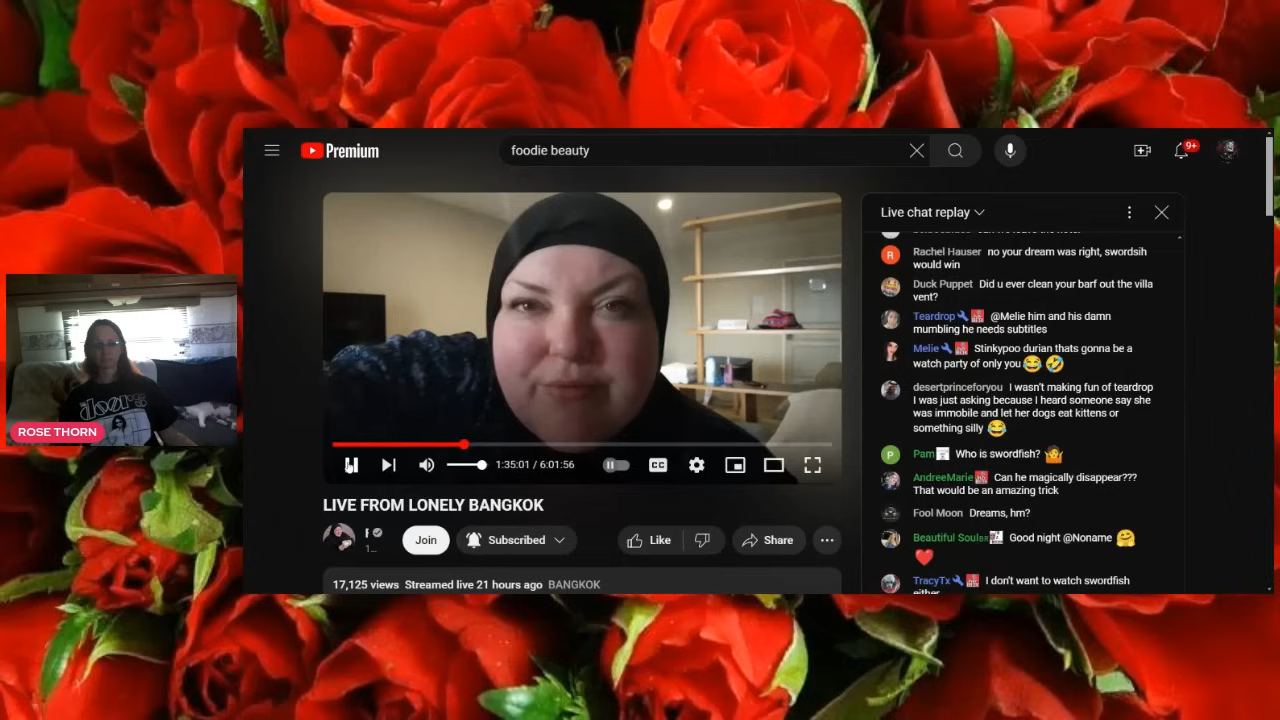 Premium
foodie beauty
9+
Live chat replay
Rachel Hauser no your dream was right, swordsih
would win
Duck Puppet Did u ever clean your barf out the villa
vent?
Teardrop @Melie him and his damn
mumbling he needs subtitles
Melie Stinkypoo durian thats gonna be a
watch party of only you
desertprinceforyou I wasn't making fun of teardrop
I was just asking because I heard someone say she
was immobile and let her dogs eat kittens or
something silly
Pam Who is swordfish?
AndreeMarie Can he magically disappear???
That would be an amazing trick
Fool Moon Dreams, hm?
Good night @Noname
TracyTx I don't want to watch swordfish
either
the doors
ROSE THORN
CC
1:35:01 / 6:01:56
LIVE FROM LONELY BANGKOK
Join
Subscribed
Like
Share
17,125 views Streamed live 21 hours ago BANGKOK